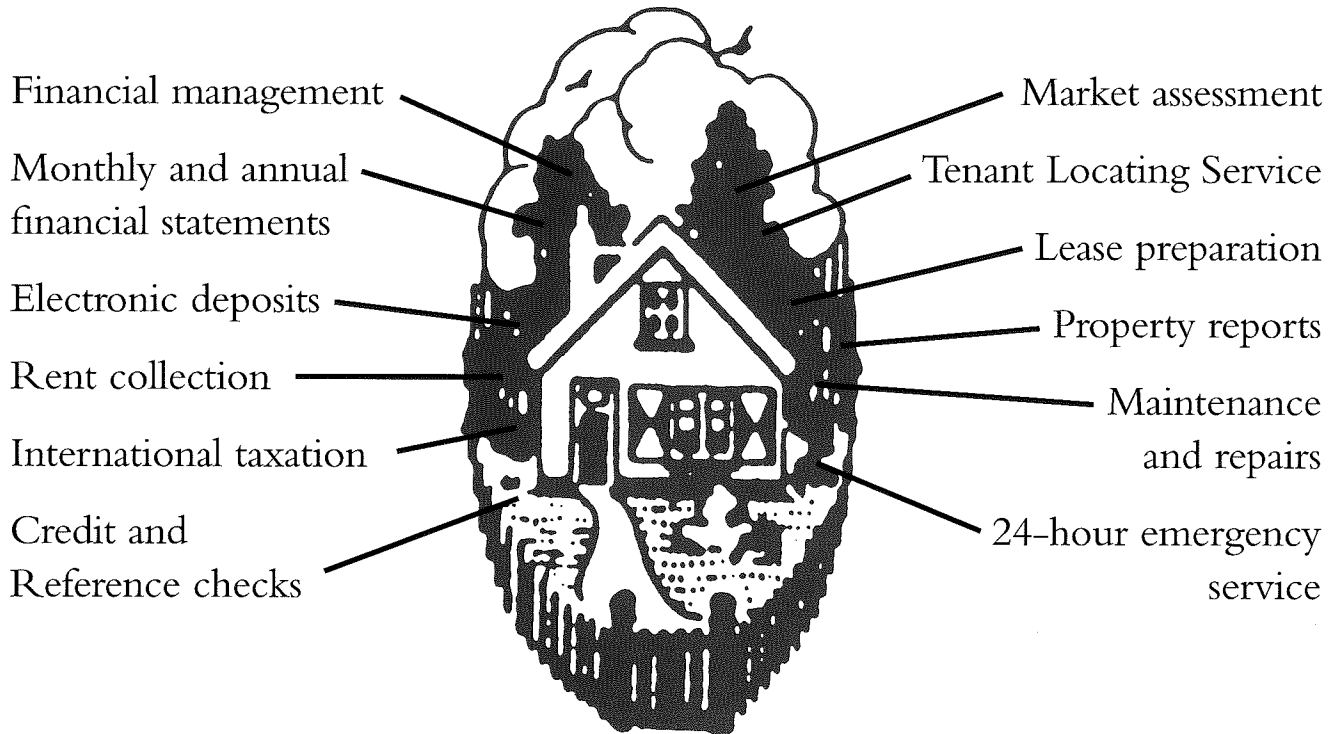 Financial management
Monthly and annual
financial statements
Electronic deposits
Rent collection
International taxation
Credit and
Reference checks
Market assessment
Tenant Locating Service
Lease preparation
Property reports
Maintenance
and repairs
24-hour emergency
service